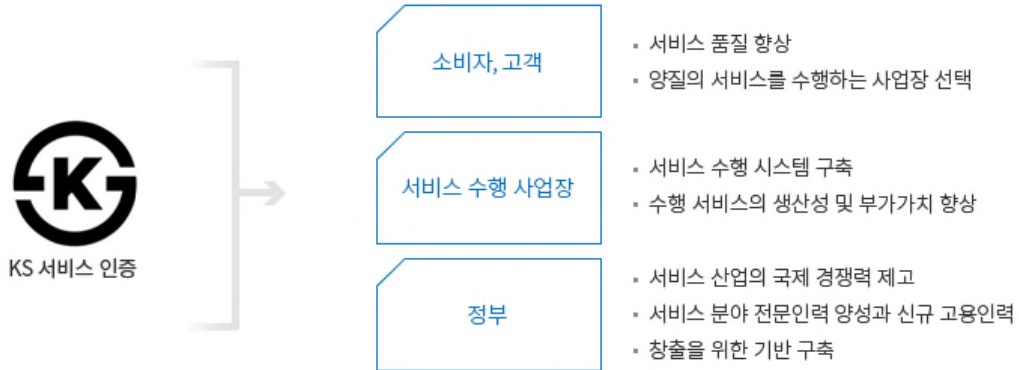 소비자, 고객
▪ 서비스 품질 향상
▪ 양질의 서비스를 수행하는 사업장 선택
K
KS 서비스 인증
서비스 수행 사업장
▪ 서비스 수행 시스템 구축
▪ 수행 서비스의 생산성 및 부가가치 향상
정부
▪ 서비스 산업의 국제 경쟁력 제고
▪ 서비스 분야 전문인력 양성과 신규 고용인력
▪ 창출을 위한 기반 구축